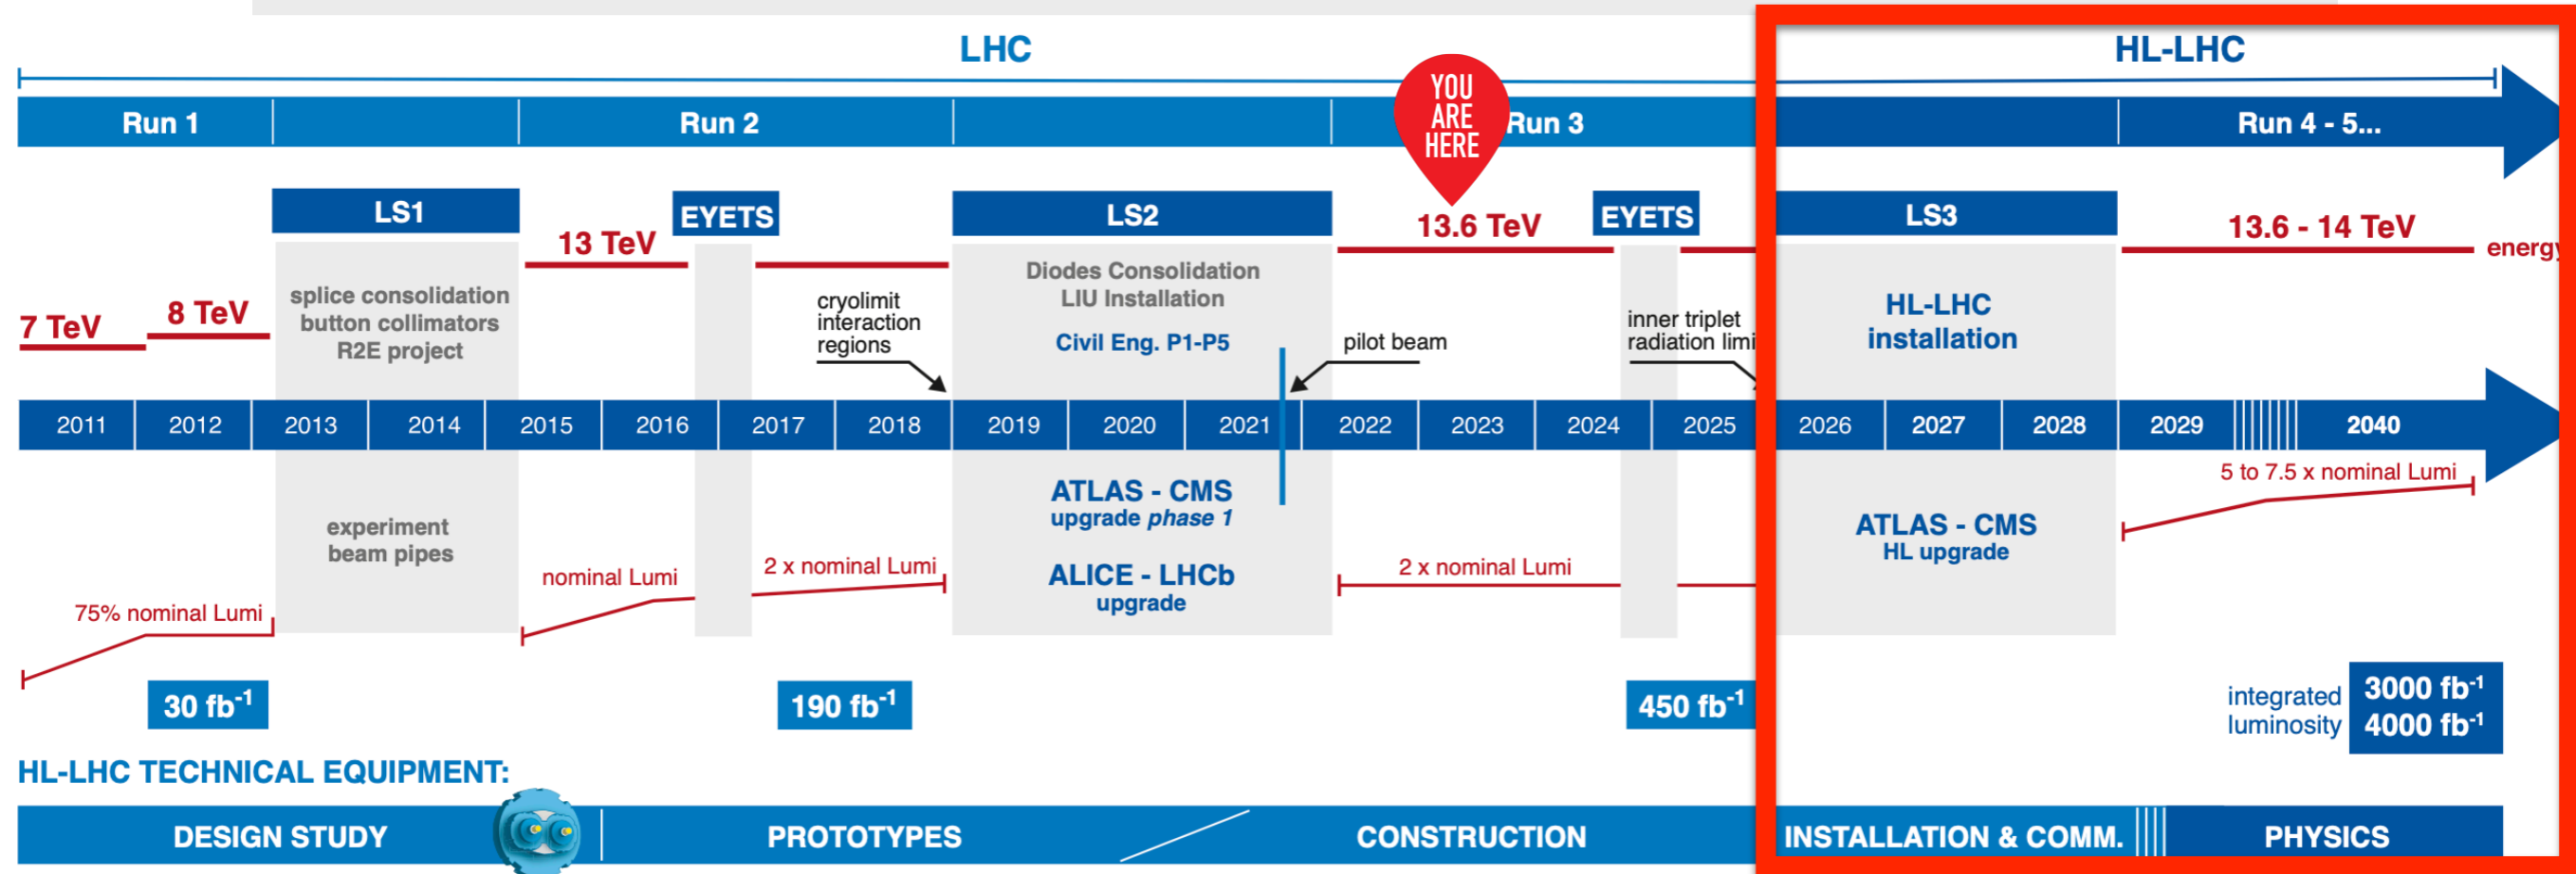 LHC
HL-LHC
YOU
ARE
HERE
Run 1
Run 2
Run 3
Run 4 - 5...
LS1
EYETS
LS2
EYETS
LS3
7 TeV
8 TeV
13 TeV
13.6 TeV
13.6 - 14 TeV
energy
splice consolidation
button collimators
R2E project
cryolimit
interaction
regions
Diodes Consolidation
LIU Installation
Civil Eng. P1-P5
pilot beam
inner triplet
radiation limi
HL-LHC
installation
2011 2012 2013 2014 2015 2016 2017 2018 2019 2020 2021 2022 2023 2024 2025 2026 2027 2028 2029 2040
experiment
beam pipes
ATLAS - CMS
upgrade phase 1
ALICE - LHCb
upgrade
ATLAS - CMS
HL upgrade
75% nominal Lumi
nominal Lumi
2 x nominal Lumi
2 x nominal Lumi
5 to 7.5 x nominal Lumi
30 fb⁻¹
190 fb⁻¹
450 fb⁻¹
integrated
luminosity
3000 fb⁻¹
4000 fb⁻¹
HL-LHC TECHNICAL EQUIPMENT:
DESIGN STUDY
PROTOTYPES
CONSTRUCTION
INSTALLATION & COMM.
PHYSICS